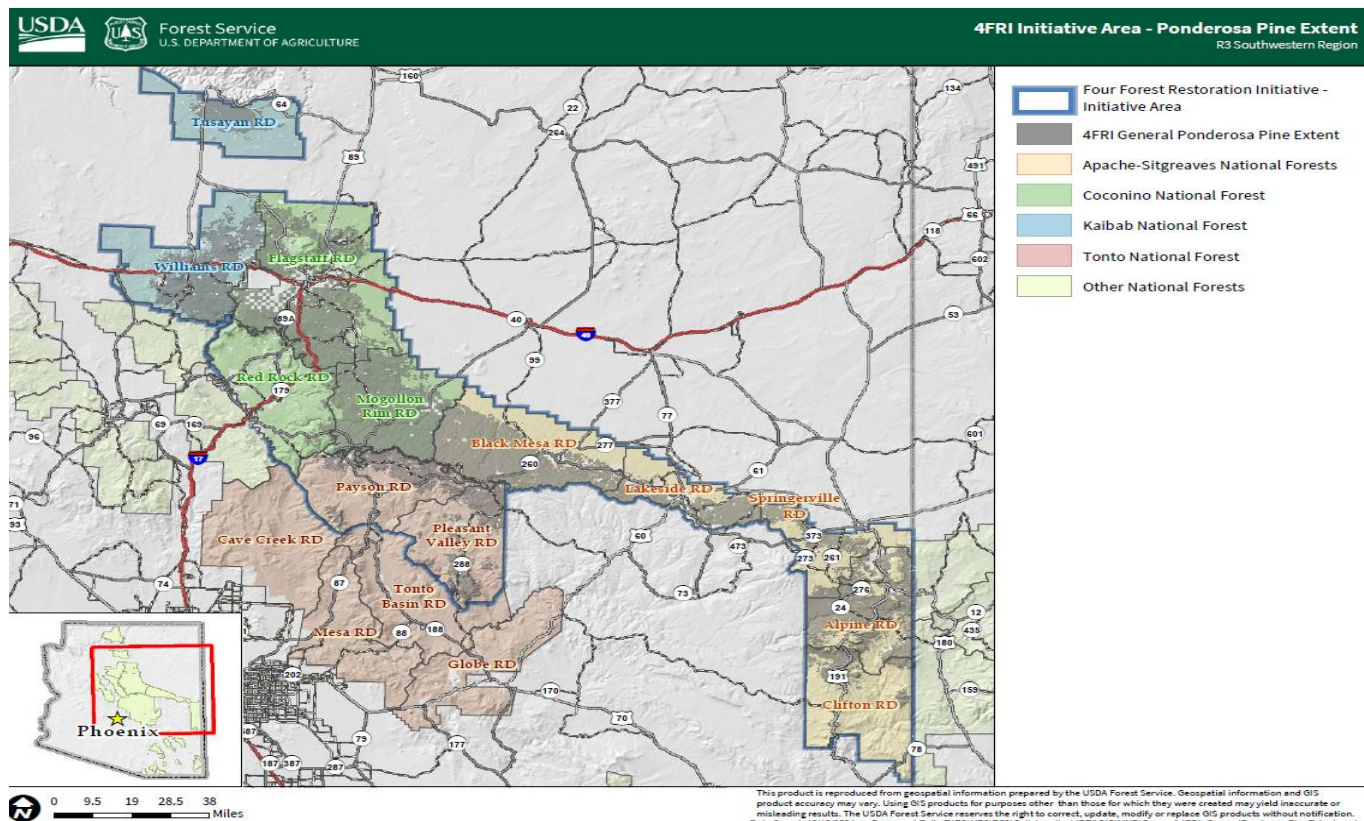 USDA
UAS
Forest Service
U.S. DEPARTMENT OF AGRICULTURE
4FRI Initiative Area - Ponderosa Pine Extent
R3 Southwestern Region
Four Forest Restoration Initiative -
Initiative Area
4FRI General Ponderosa Pine Extent
Apache-Sitgreaves National Forests
Coconino National Forest
Kaibab National Forest
Tonto National Forest
Other National Forests
160
134
64
22
Tusayan RD
264
89
491
66
118
Williams RD
Flagstaff RD
602
89A
40
40
53
99
Red Rock RD
179
377
Mogollon
Rim RD
77
69
169
96
Black Mesa RD
277
601
17
260
61
Payson RD
Lakeside RD
Springerville
RD
71
93
Pleasant
Valley RD
Cave Creek RD
60
373
473
273
261
288
74
87
73
276
Tonto
Basin RD
24
12
Mesa RD
88
188
Alpine RD
435
180
Globe RD
202
191
159
170
Clifton RD
70
79
177
78
187
387
287
Phoenix
0 9.5 19 28.5 38
Miles
This product is reproduced from geospatial information prepared by the USDA Forest Service. Geospatial information and GIS
product accuracy may vary. Using GIS products for purposes other than those for which they were created may yield inaccurate or
misleading results. The USDA Forest Service reserves the right to correct, update, modify or replace GIS products without notification.